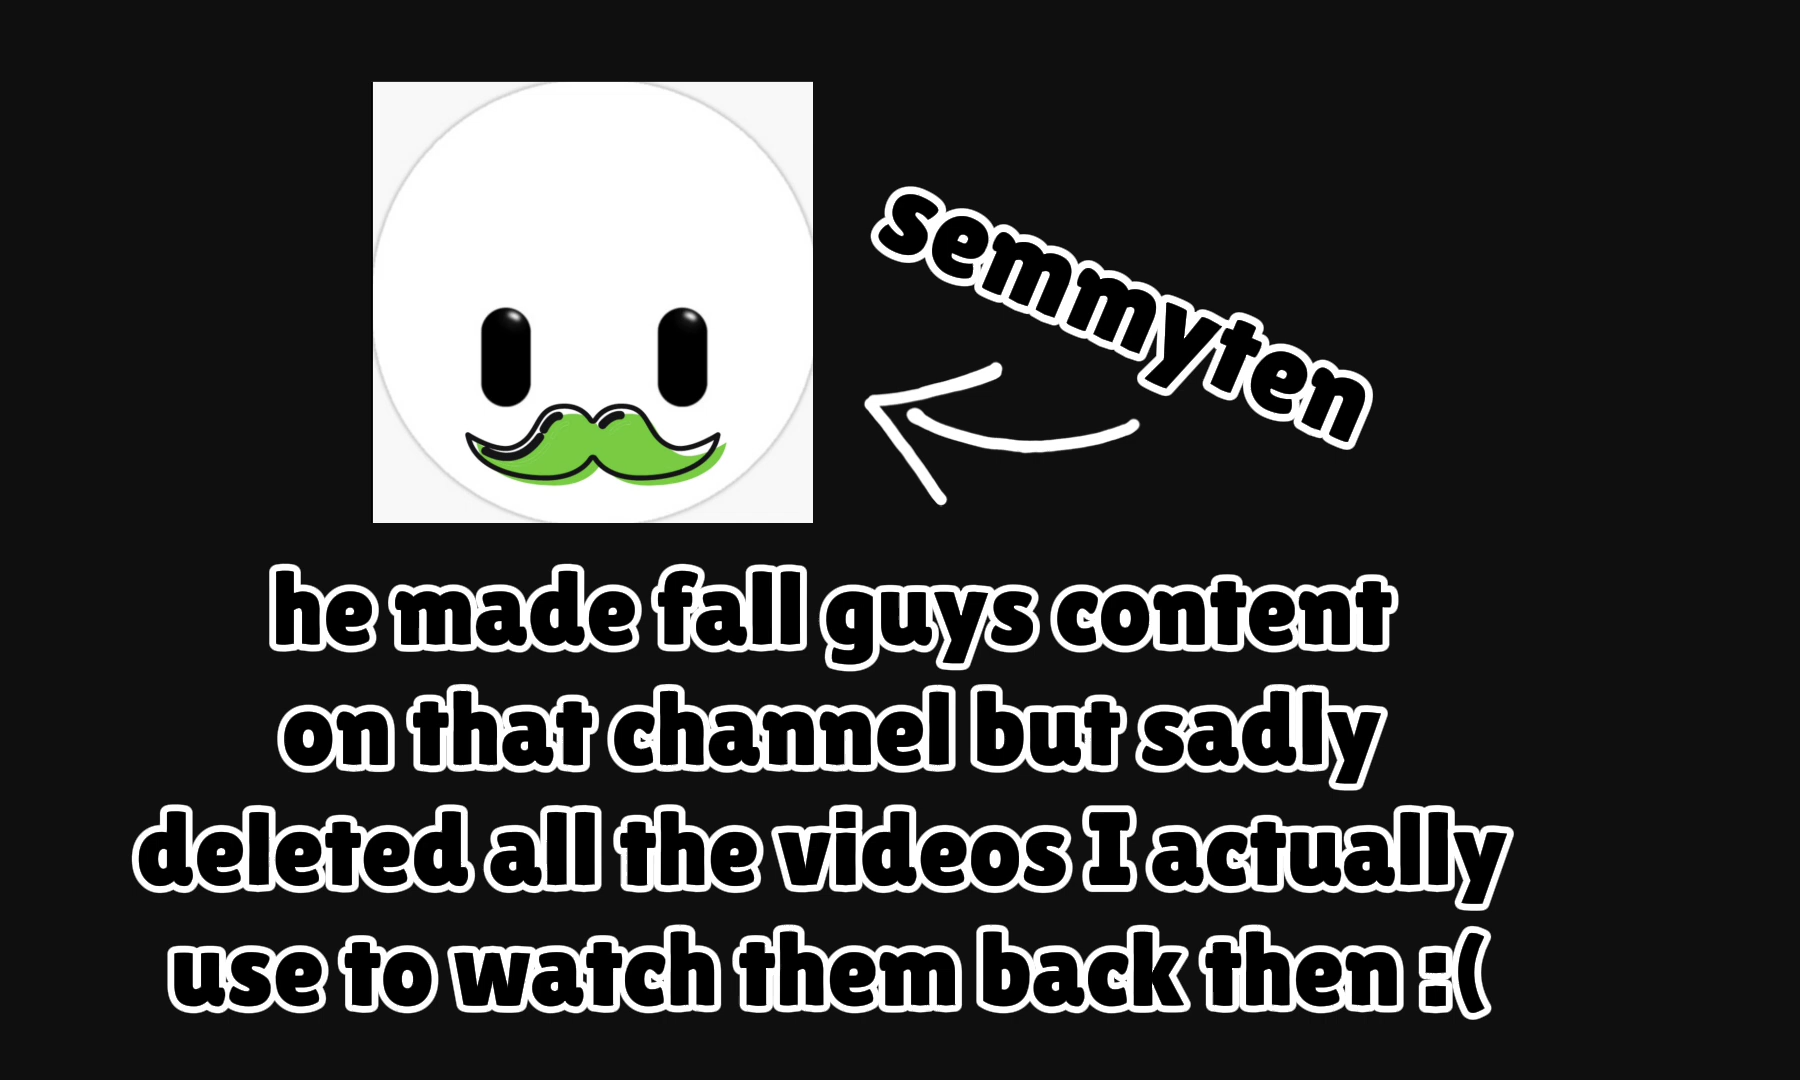 semmyten
he made fall guys content
on that channel but sadly
deleted all the videos I actually
use to watch them back then :(